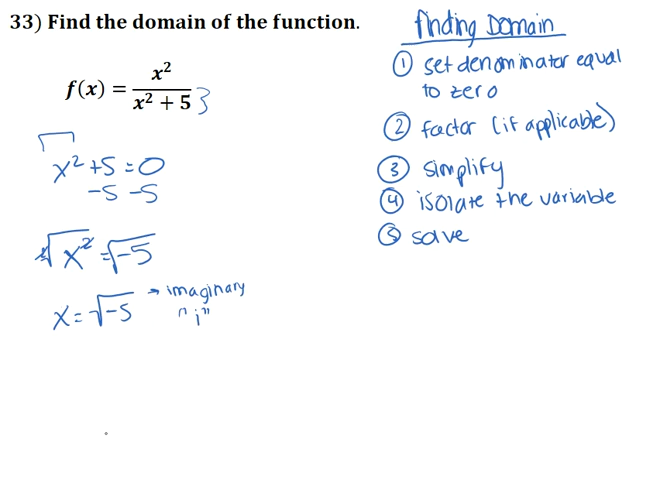 33) Find the domain of the function.
f(x) = x² / (x² + 5)
x² + 5 = 0
-5 -5
√x² = √-5
x = √-5 → imaginary
"i"
finding Domain
① set denominator equal
to zero
② factor (if applicable)
③ simplify
④ isolate the variable
⑤ solve